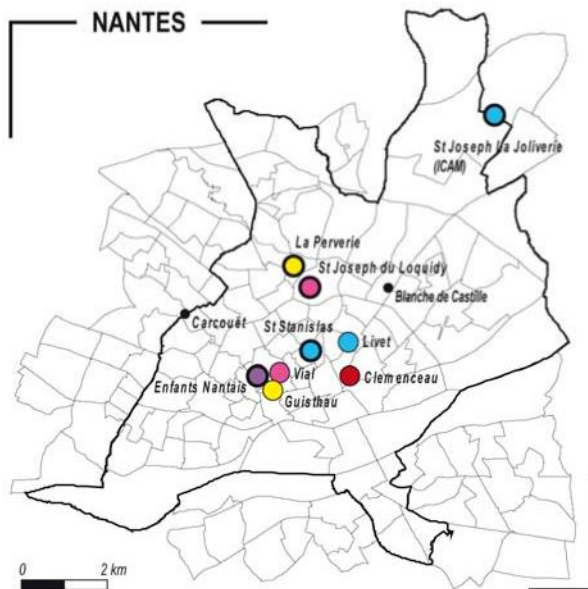 NANTES
St Joseph La Joliverie
(ICAM)
La Perverie
St Joseph du Loquidy
Blanche de Castille
Carcouët
St Stanislas
Livet
Vial
Enfants Nantais
Clemenceau
Guisthau
0 2 km